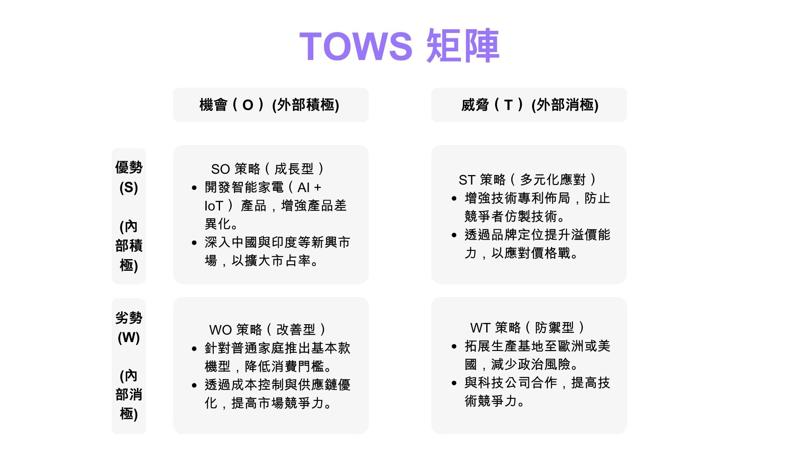 TOWS 矩陣
機會（O） (外部積極)
威脅（T） (外部消極)
優勢
(S)
(內
部積
極)
SO 策略（成長型）
• 開發智能家電（AI +
IoT）產品，增強產品差
異化。
• 深入中國與印度等新興市
場，以擴大市占率。
ST 策略（多元化應對）
• 增強技術專利佈局，防止
競爭者仿製技術。
• 透過品牌定位提升溢價能
力，以應對價格戰。
劣勢
(W)
(內
部消
極)
WO 策略（改善型）
• 針對普通家庭推出基本款
機型，降低消費門檻。
• 透過成本控制與供應鏈優
化，提高市場競爭力。
WT 策略（防禦型）
• 拓展生產基地至歐洲或美
國，減少政治風險。
• 與科技公司合作，提高技
術競爭力。